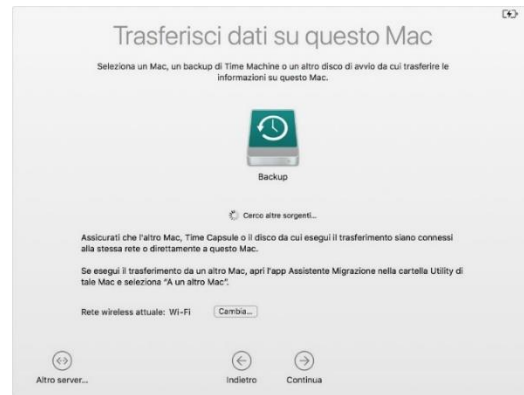 Trasferisci dati su questo Mac
Seleziona un Mac, un backup di Time Machine o un altro disco di avvio da cui trasferire le
informazioni su questo Mac.
Backup
Cerco altre sorgenti...
Assicurati che l'altro Mac, Time Capsule o il disco da cui esegui il trasferimento siano connessi
alla stessa rete o direttamente a questo Mac.
Se esegui il trasferimento da un altro Mac, apri l'app Assistente Migrazione nella cartella Utility di
tale Mac e seleziona "A un altro Mac".
Rete wireless attuale: Wi-Fi Cambia...
Altro server... Indietro Continua